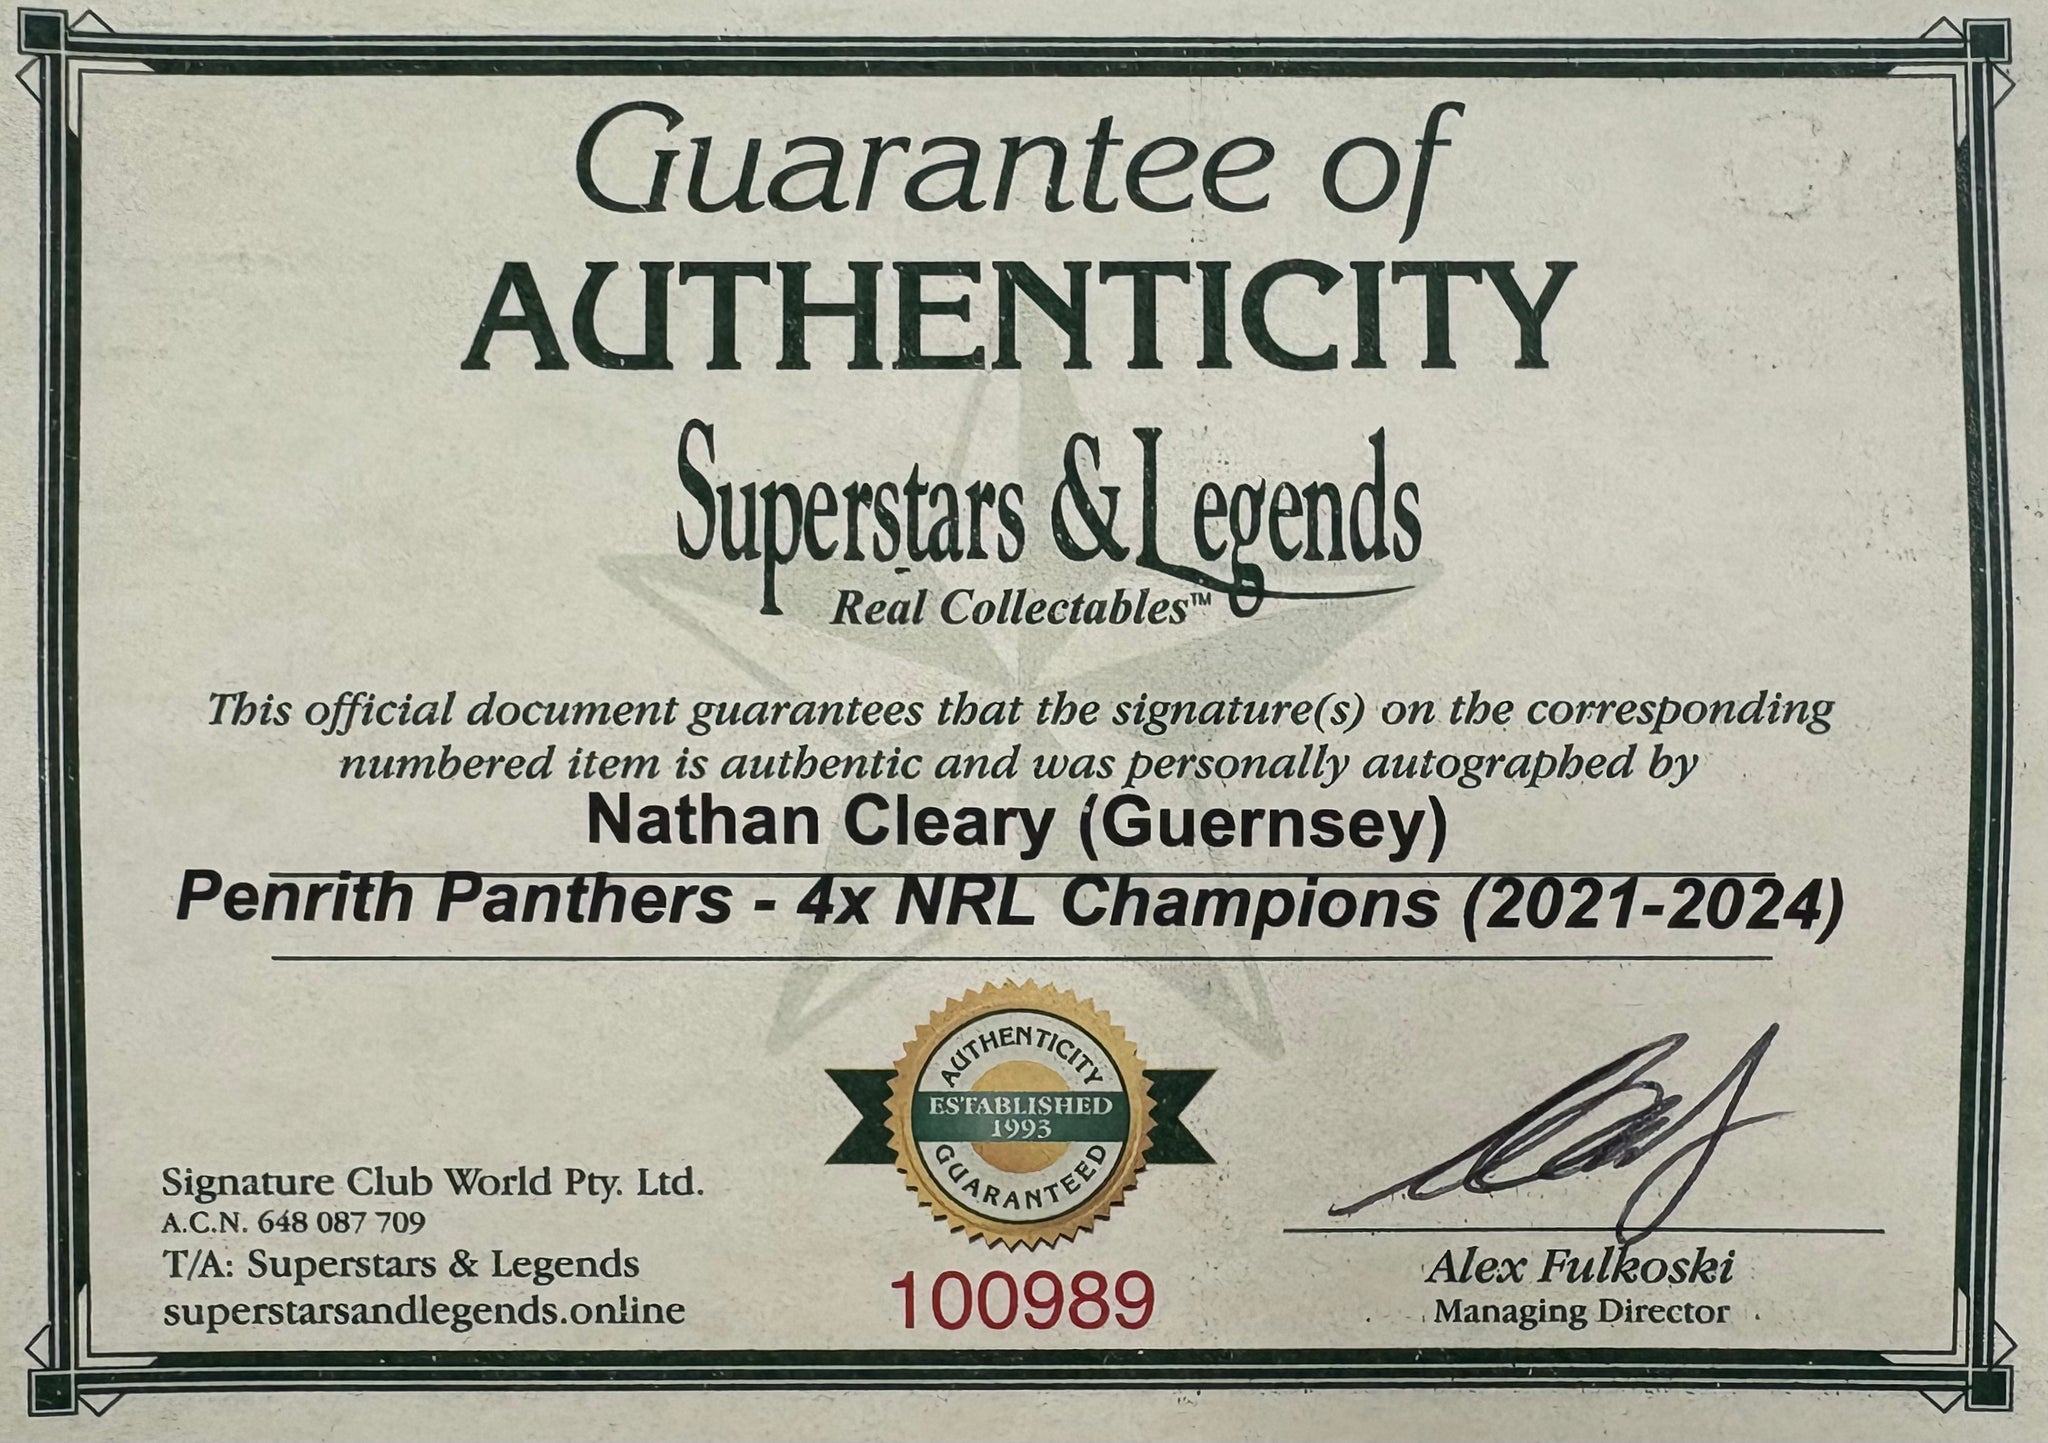 Guarantee of
AUTHENTICITY
Superstars & Legends
Real Collectables™
This official document guarantees that the signature(s) on the corresponding
numbered item is authentic and was personally autographed by
Nathan Cleary (Guernsey)
Penrith Panthers - 4x NRL Champions (2021-2024)
AUTHENTICITY
ESTABLISHED
1993
GUARANTEED
100989
Signature Club World Pty. Ltd.
A.C.N. 648 087 709
T/A: Superstars & Legends
superstarsandlegends.online
Alex Fulkoski
Managing Director